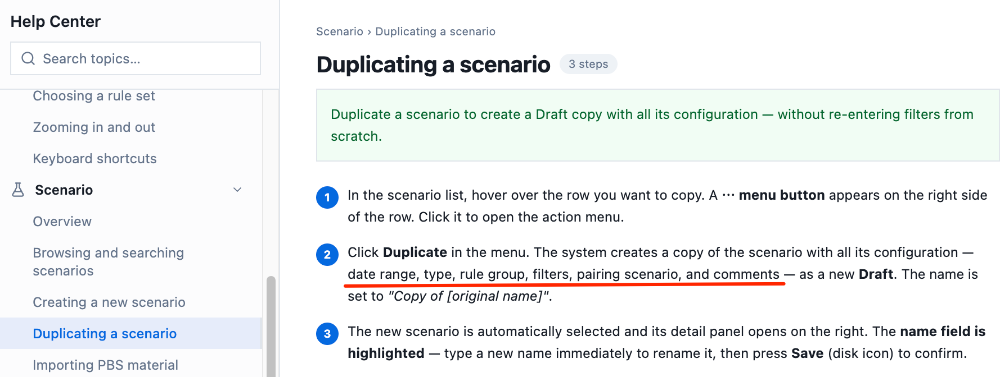 Help Center
Search topics...
Choosing a rule set
Zooming in and out
Keyboard shortcuts
Scenario
Overview
Browsing and searching
scenarios
Creating a new scenario
Duplicating a scenario
Importing PBS material
Scenario › Duplicating a scenario
Duplicating a scenario 3 steps
Duplicate a scenario to create a Draft copy with all its configuration — without re-entering filters from
scratch.
1 In the scenario list, hover over the row you want to copy. A ··· menu button appears on the right side
of the row. Click it to open the action menu.
2 Click Duplicate in the menu. The system creates a copy of the scenario with all its configuration —
date range, type, rule group, filters, pairing scenario, and comments — as a new Draft. The name is
set to "Copy of [original name]".
3 The new scenario is automatically selected and its detail panel opens on the right. The name field is
highlighted — type a new name immediately to rename it, then press Save (disk icon) to confirm.